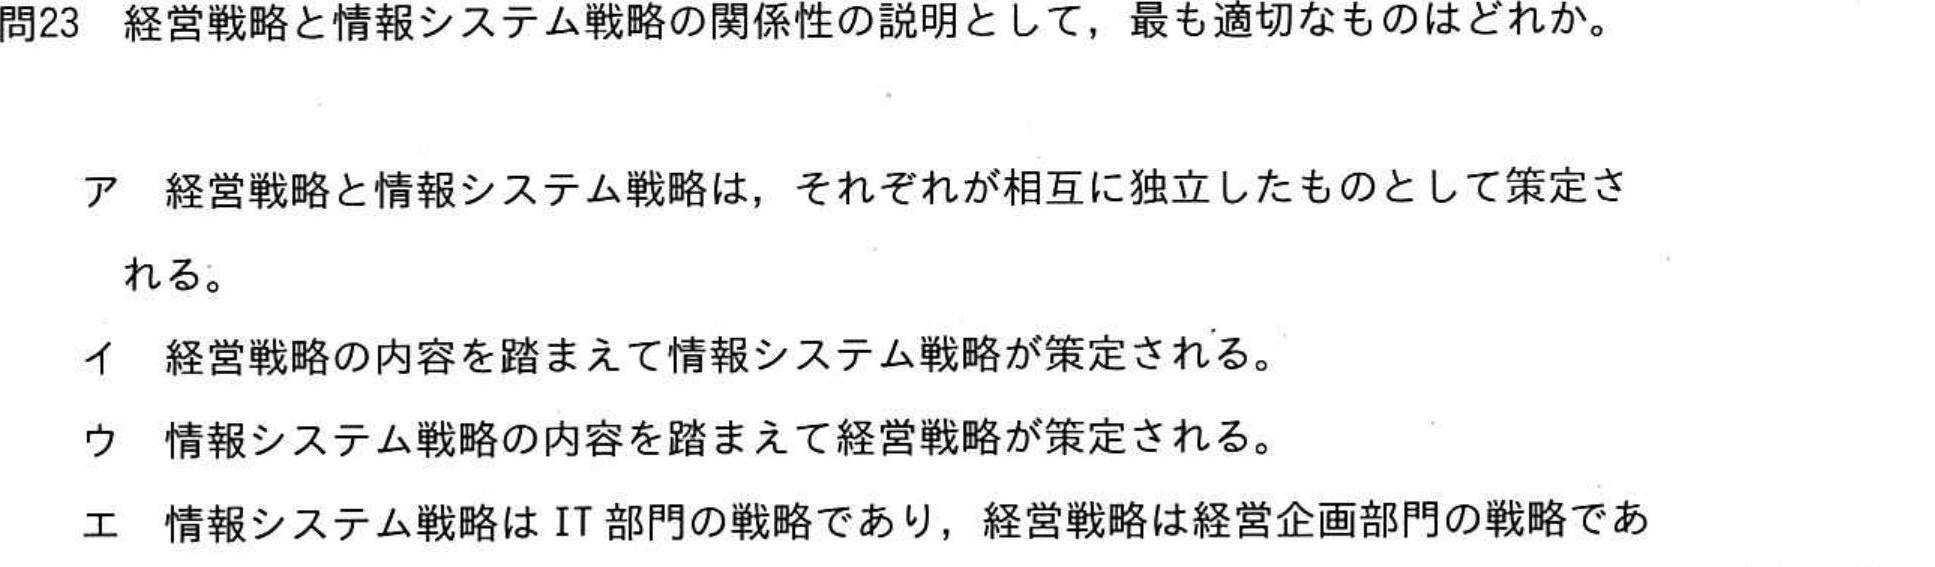 問23 経営戦略と情報システム戦略の関係性の説明として，最も適切なものはどれか。
ア 経営戦略と情報システム戦略は，それぞれが相互に独立したものとして策定さ
れる。
イ 経営戦略の内容を踏まえて情報システム戦略が策定される。
ウ 情報システム戦略の内容を踏まえて経営戦略が策定される。
エ 情報システム戦略は IT 部門の戦略であり，経営戦略は経営企画部門の戦略であ